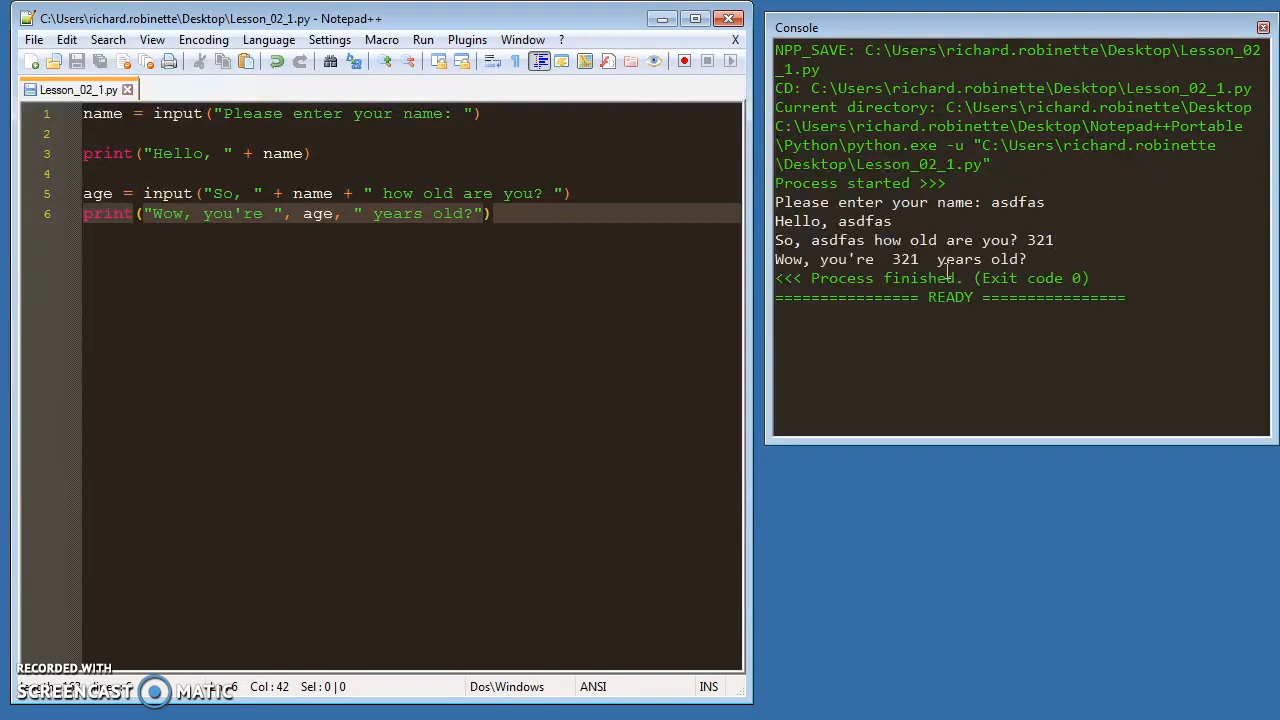 C:\Users\richard.robinette\Desktop\Lesson_02_1.py - Notepad++
File Edit Search View Encoding Language Settings Macro Run Plugins Window ? X
Lesson_02_1.py
1 name = input("Please enter your name: ")
2
3 print("Hello, " + name)
4
5 age = input("So, " + name + " how old are you? ")
6 print("Wow, you're ", age, " years old?")
Col : 42 Sel : 0 | 0 Dos\Windows ANSI INS
RECORDED WITH
SCREENCAST MATIC
Console
NPP_SAVE: C:\Users\richard.robinette\Desktop\Lesson_02
_1.py
CD: C:\Users\richard.robinette\Desktop\Lesson_02_1.py
Current directory: C:\Users\richard.robinette\Desktop
C:\Users\richard.robinette\Desktop\Notepad++Portable
\Python\python.exe -u "C:\Users\richard.robinette
\Desktop\Lesson_02_1.py"
Process started >>>
Please enter your name: asdfas
Hello, asdfas
So, asdfas how old are you? 321
Wow, you're  321  years old?
<<< Process finished. (Exit code 0)
================ READY ================